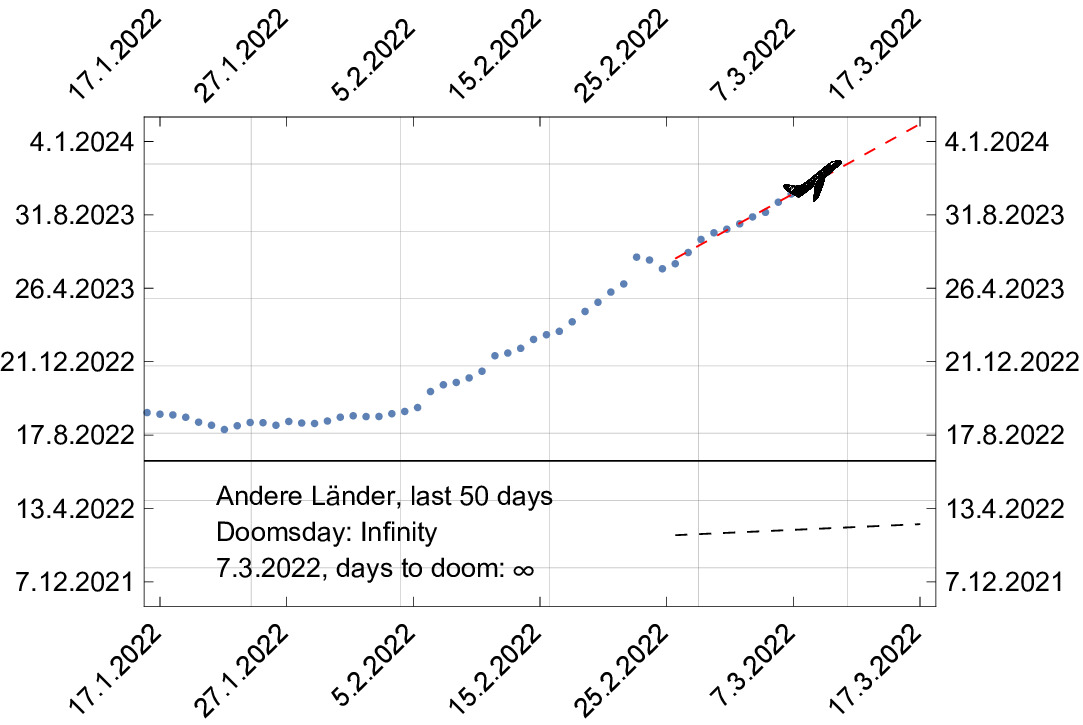 17.1.2022 27.1.2022 5.2.2022 15.2.2022 25.2.2022 7.3.2022 17.3.2022
4.1.2024 4.1.2024
31.8.2023 31.8.2023
26.4.2023 26.4.2023
21.12.2022 21.12.2022
17.8.2022 17.8.2022
Andere Länder, last 50 days
13.4.2022 13.4.2022
Doomsday: Infinity
7.3.2022, days to doom: ∞
7.12.2021 7.12.2021
17.1.2022 27.1.2022 5.2.2022 15.2.2022 25.2.2022 7.3.2022 17.3.2022